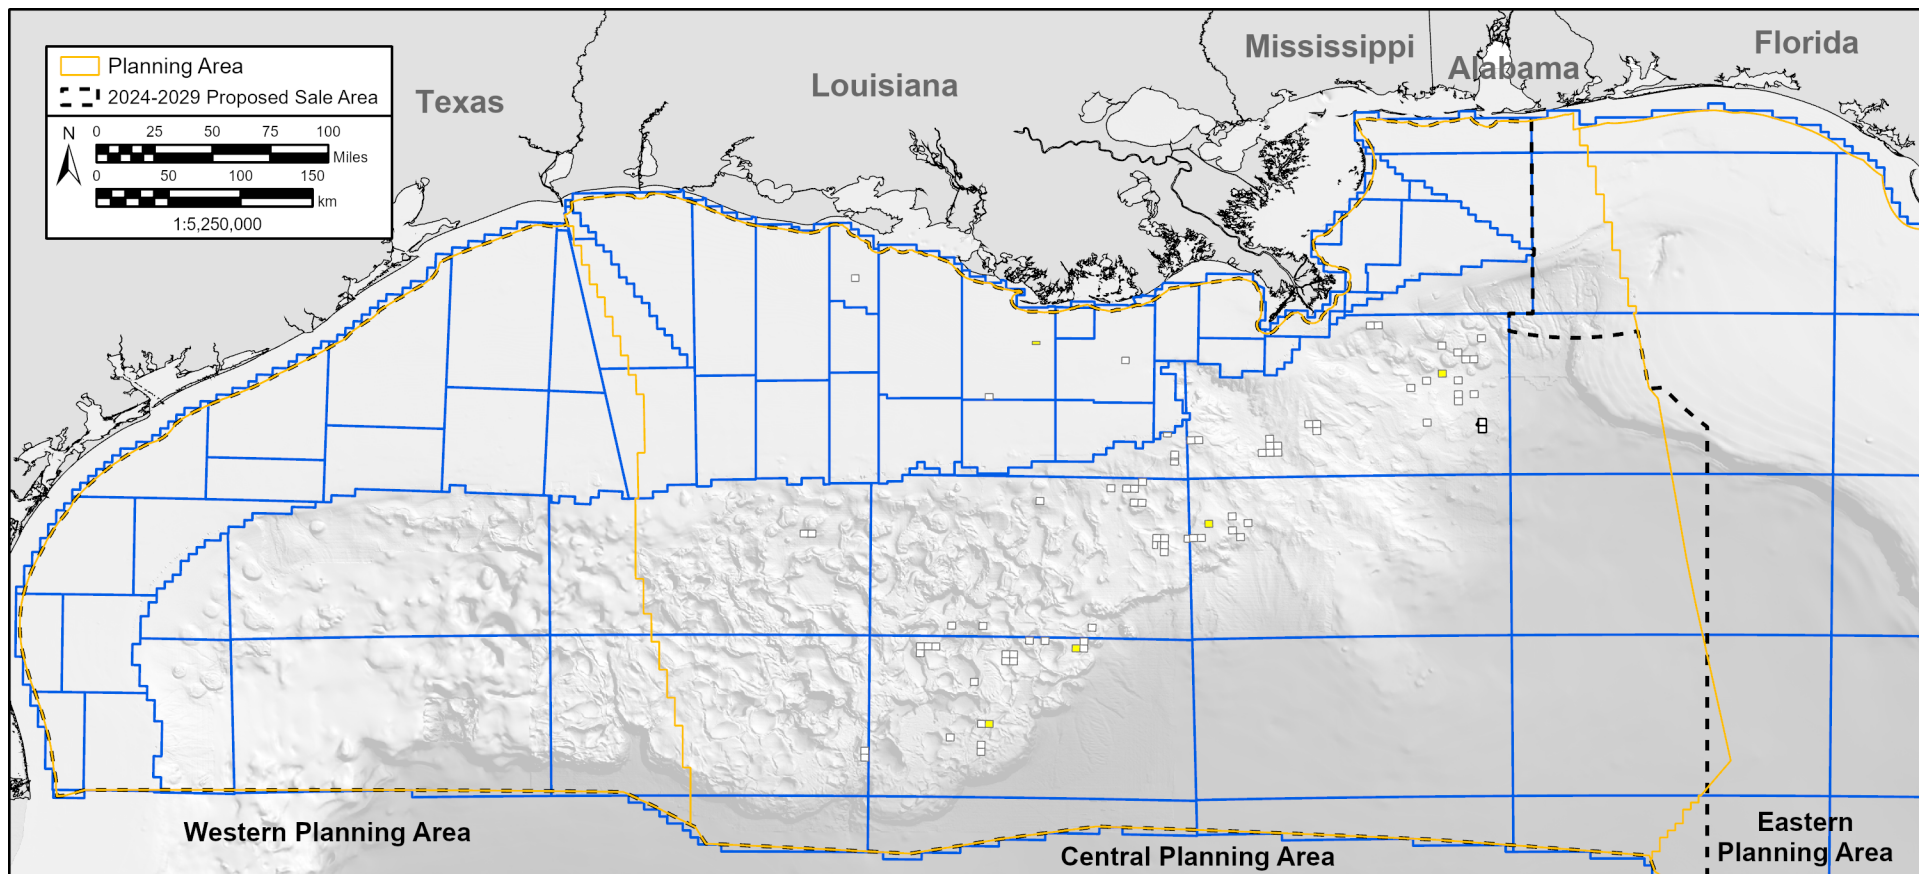 Mississippi
Florida
Alabama
Louisiana
Texas
Planning Area
2024-2029 Proposed Sale Area
N
0 25 50 75 100
Miles
0 50 100 150
km
1:5,250,000
Western Planning Area
Central Planning Area
Eastern
Planning Area